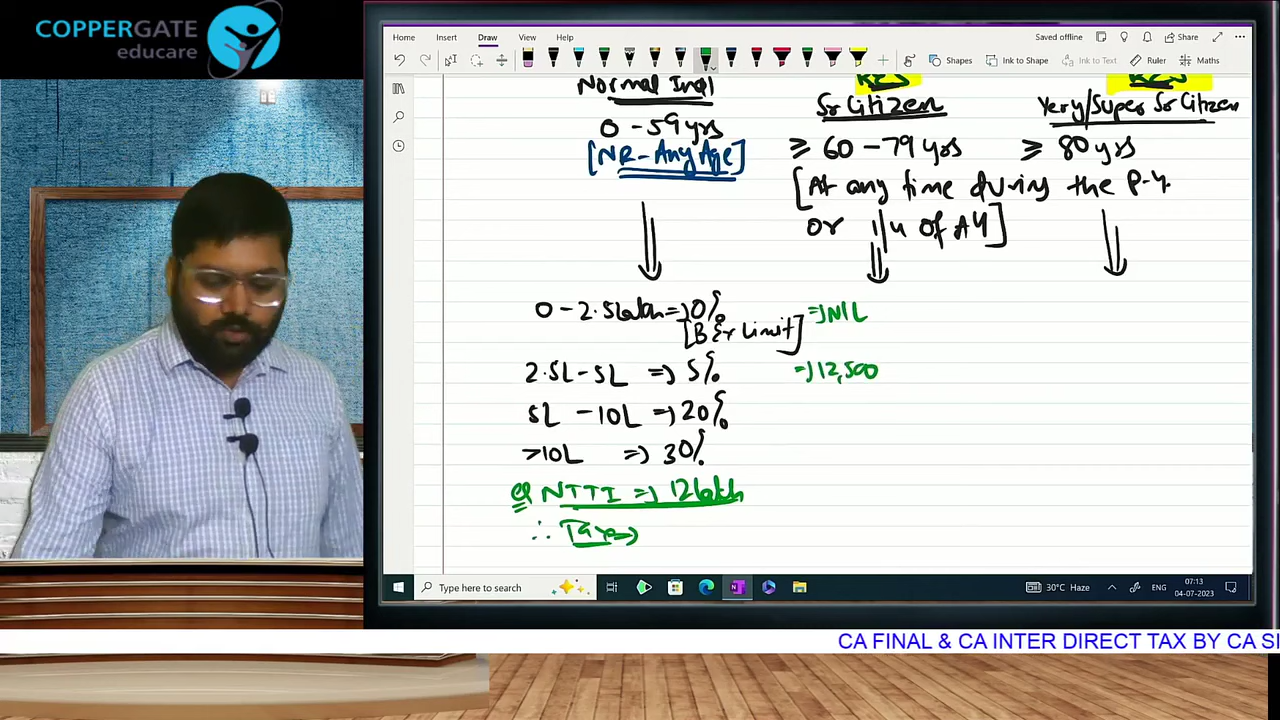 COPPERGATE
educare
Home Insert Draw View Help
Saved offline Share
Shapes Ink to Shape Ink to Text Ruler Maths
Normal Indl
0 - 59 yrs
[NR - Any Age]
RES
Sr Citizen
≥ 60 - 79 yrs
Very/Super Sr Citizen
≥ 80 yrs
[At any time during the P.Y.
or 1/4 of AY]
0 - 2.5 Lakh => 0% => NIL
[B Ex Limit]
2.5L - 5L => 5% => 12,500
5L - 10L => 20%
>10L => 30%
eg NTTI => 12 Lakh
∴ Tax =>
Type here to search
30°C Haze
ENG
07:13
04-07-2023
CA FINAL & CA INTER DIRECT TAX BY CA SI